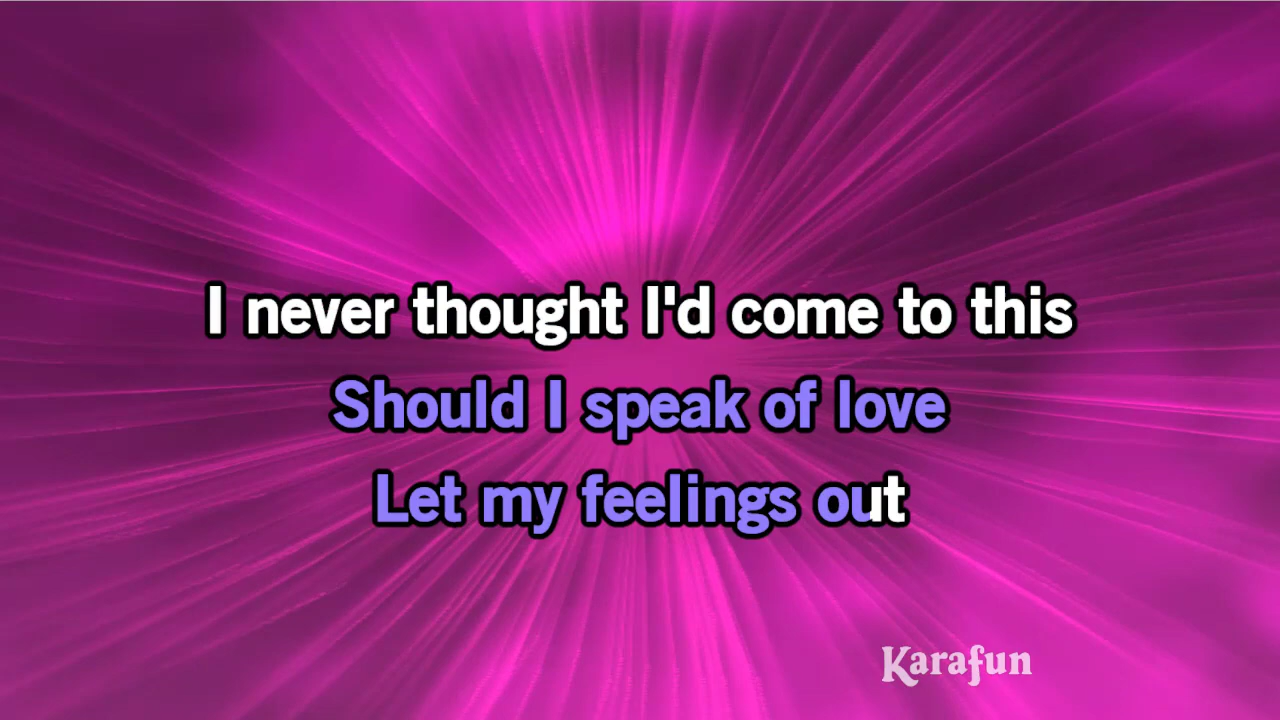 I never thought I'd come to this
Should I speak of love
Let my feelings out
Karafun